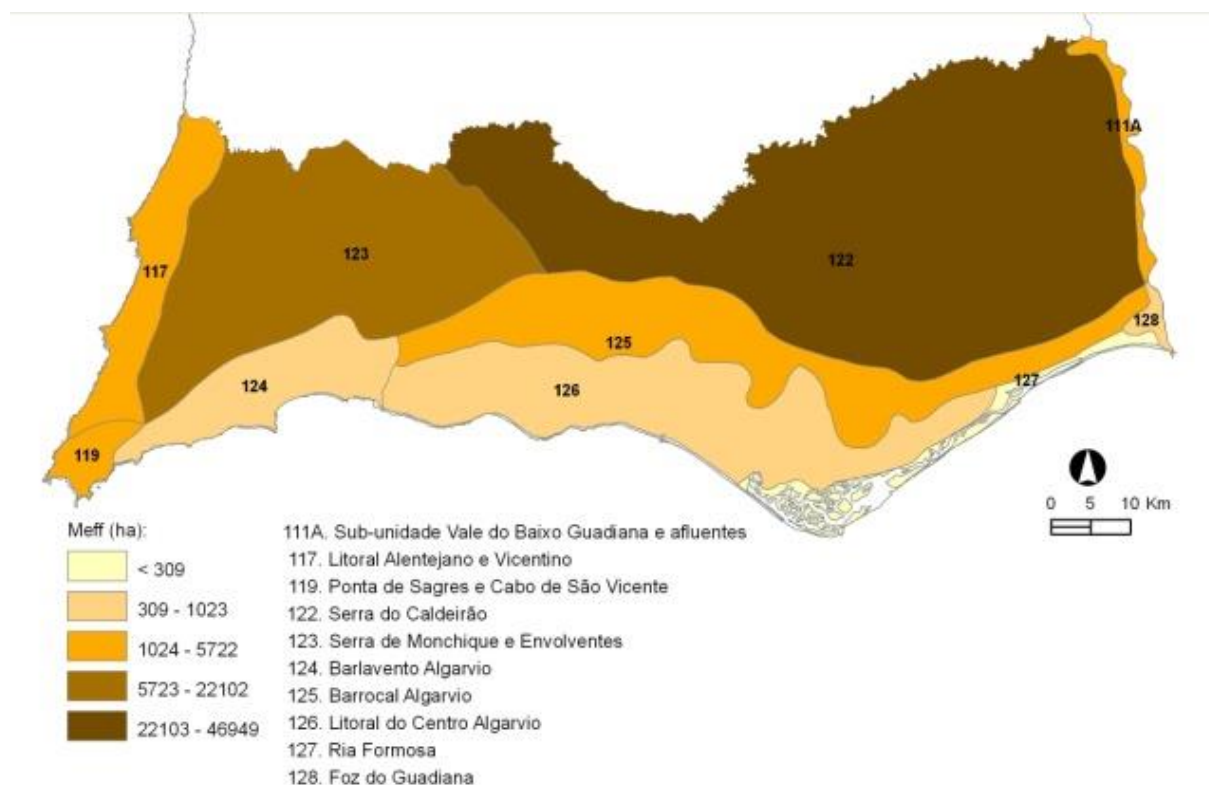 111A
123
122
117
128
125
127
124
126
119
0 5 10 Km
Meff (ha):
< 309
309 - 1023
1024 - 5722
5723 - 22102
22103 - 46949
111A. Sub-unidade Vale do Baixo Guadiana e afluentes
117. Litoral Alentejano e Vicentino
119. Ponta de Sagres e Cabo de São Vicente
122. Serra do Caldeirão
123. Serra de Monchique e Envolventes
124. Barlavento Algarvio
125. Barrocal Algarvio
126. Litoral do Centro Algarvio
127. Ria Formosa
128. Foz do Guadiana